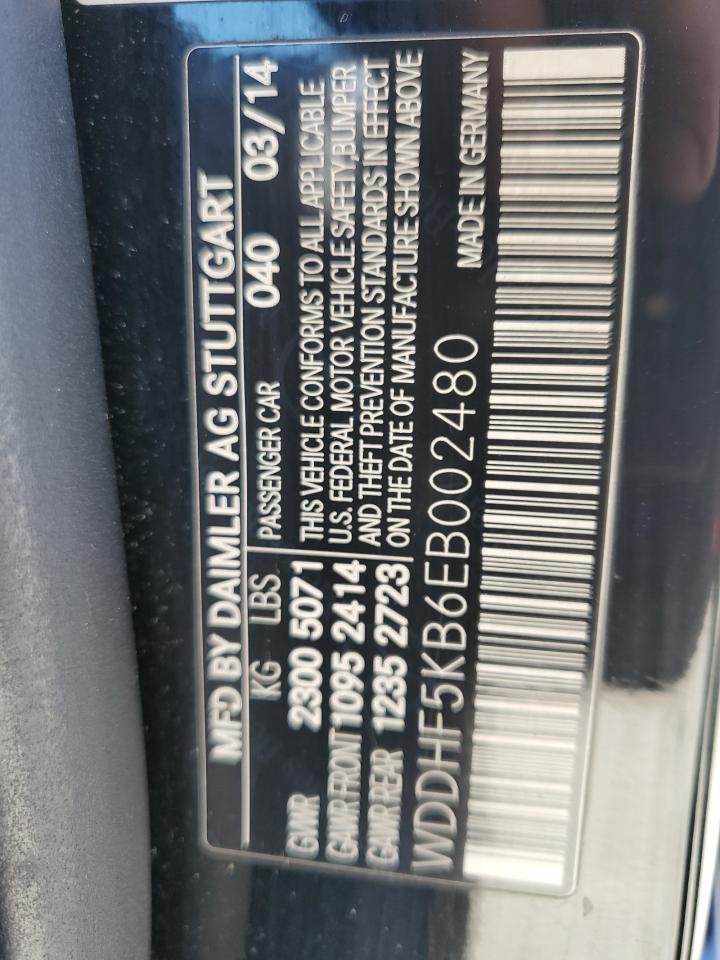 MFD BY DAIMLER AG STUTTGART
KG LBS PASSENGER CAR 040 03/14
GVWR 2300 5071
GAWR FRONT 1095 2414
GAWR REAR 1235 2723
THIS VEHICLE CONFORMS TO ALL APPLICABLE
U.S. FEDERAL MOTOR VEHICLE SAFETY, BUMPER
AND THEFT PREVENTION STANDARDS IN EFFECT
ON THE DATE OF MANUFACTURE SHOWN ABOVE
WDDHF5KB6EB002480 MADE IN GERMANY